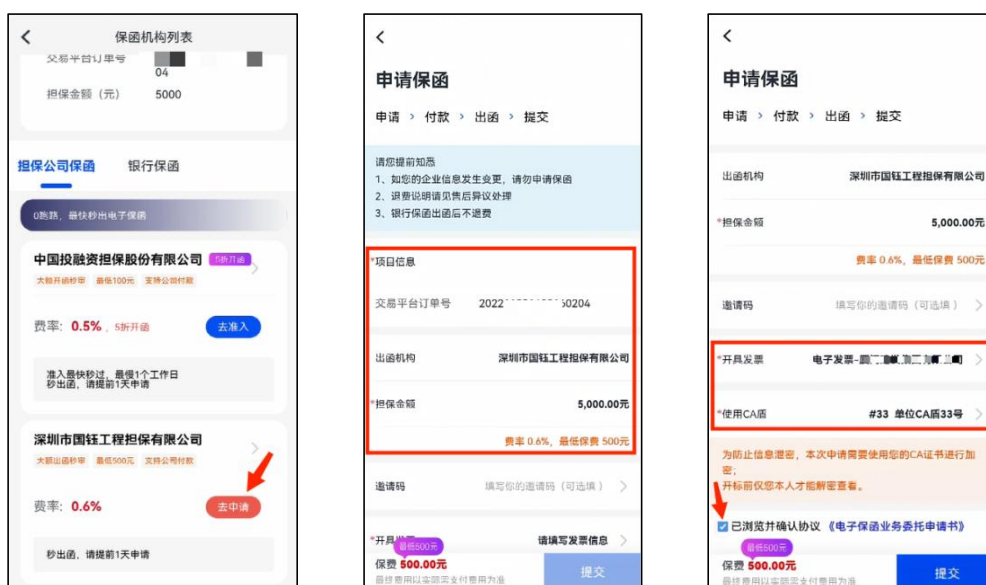 保函机构列表
交易平台订单号
04
担保金额（元） 5000
担保公司保函 银行保函
0跑路，最快秒出电子保函
中国投融资担保股份有限公司 5折开函
大额开函秒审 最低100元 支持公司付款
费率：0.5%，5折开函 去准入
准入最快秒过，最慢1个工作日
秒出函，请提前1天申请
深圳市国钰工程担保有限公司
大额出函秒审 最低500元 支持公司付款
费率：0.6% 去申请
秒出函，请提前1天申请
申请保函
申请 > 付款 > 出函 > 提交
请您提前知悉
1、如您的企业信息发生变更，请勿申请保函
2、退费说明请见售后异议处理
3、银行保函出函后不退费
*项目信息
交易平台订单号 2022 0204
出函机构 深圳市国钰工程担保有限公司
*担保金额 5,000.00元
费率 0.6%，最低保费 500元
邀请码 填写你的邀请码（可选填） >
*开具发票 请填写发票信息 >
最低500元
保费 500.00元
最终费用以实际需支付费用为准
提交
申请保函
申请 > 付款 > 出函 > 提交
出函机构 深圳市国钰工程担保有限公司
*担保金额 5,000.00元
费率 0.6%，最低保费 500元
邀请码 填写你的邀请码（可选填） >
*开具发票 电子发票- >
*使用CA盾 #33 单位CA盾33号 >
为防止信息泄密，本次申请需要使用您的CA证书进行加
密；
开标前仅您本人才能解密查看。
已浏览并确认协议《电子保函业务委托申请书》
最低500元
保费 500.00元
最终费用以实际需支付费用为准
提交